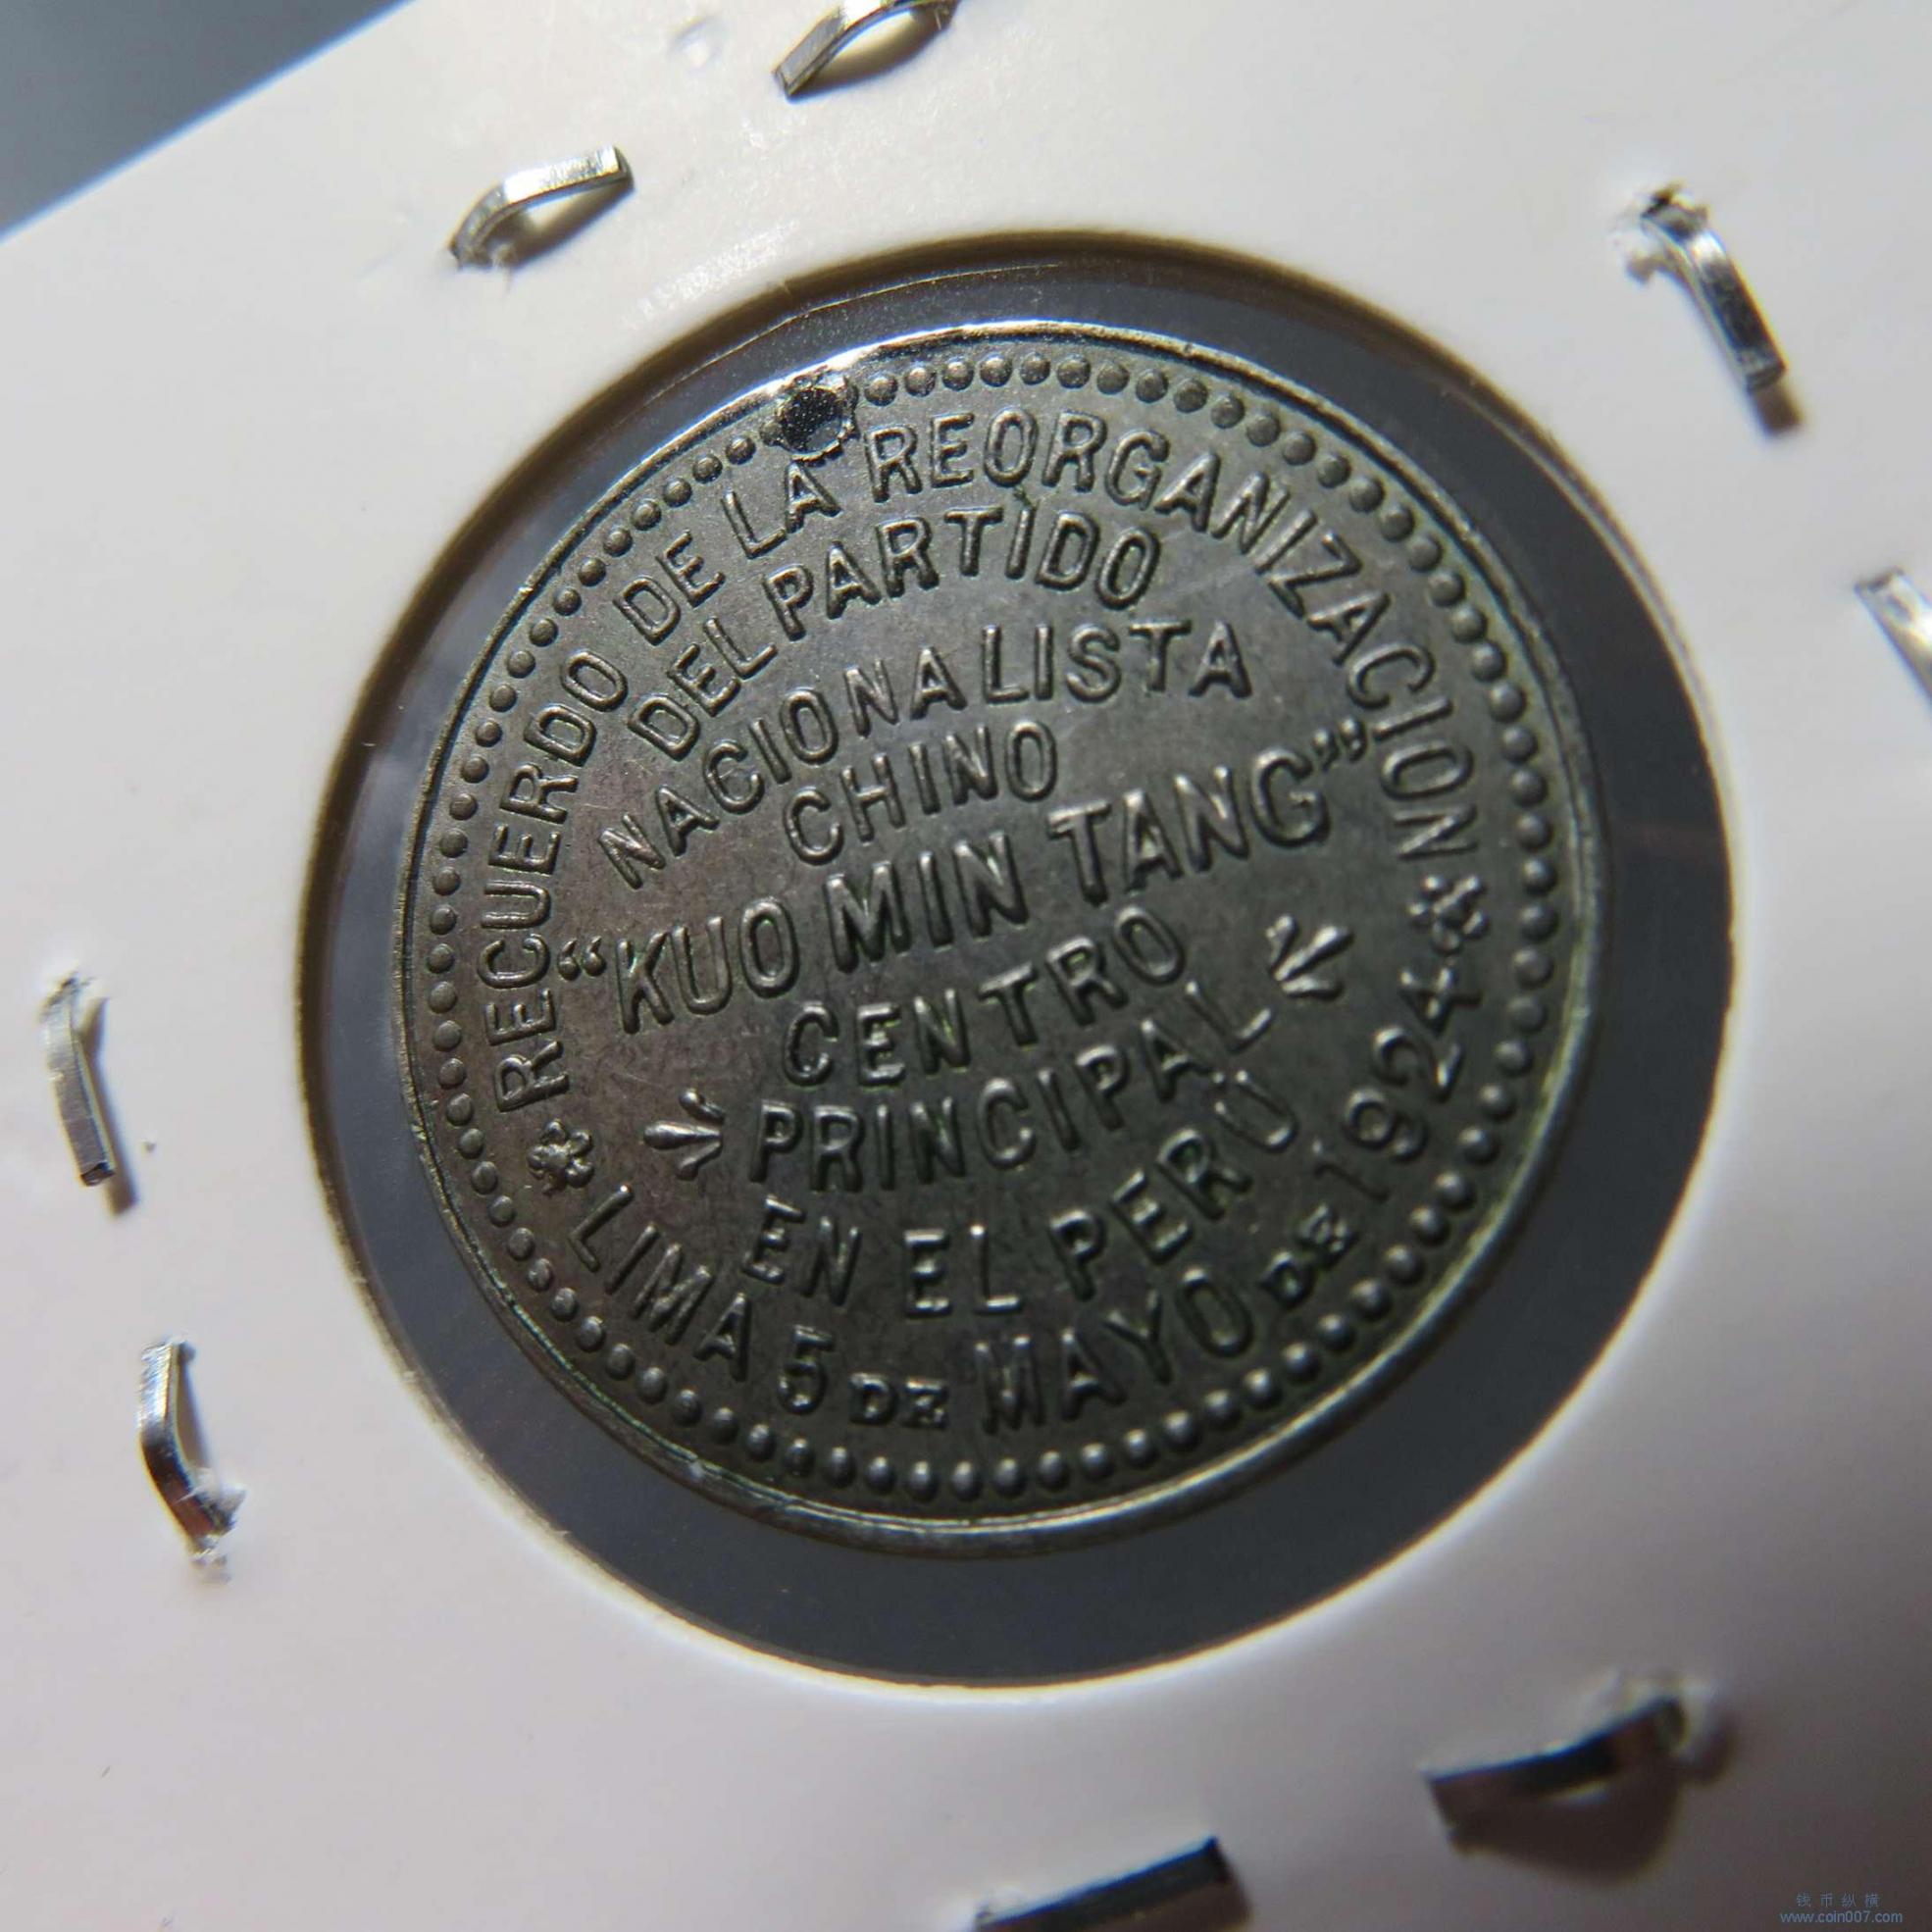 RECUERDO DE LA REORGANIZACION
DEL PARTIDO
NACIONALISTA
CHINO
“KUO MIN TANG”
CENTRO
PRINCIPAL
EN EL PERU
LIMA 5 DE MAYO DE 1924
钱币纵横
www.coin007.com